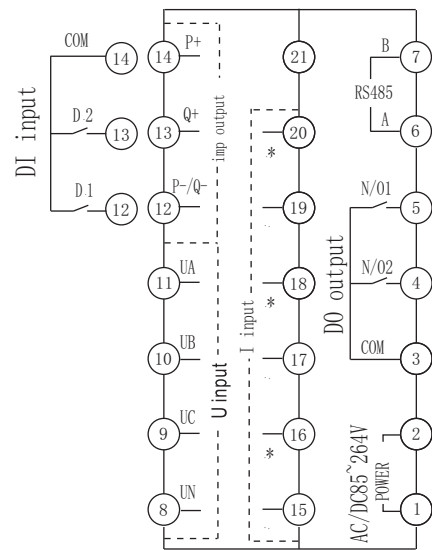 COM
14
14
P+
21
B
7
RS485
DI input
D.2
13
13
Q+
imp output
20
*
A
6
D.1
12
12
P-/Q-
19
N/O1
5
11
UA
18
*
N/O2
4
DO output
10
UB
I input
17
COM
3
U input
9
UC
16
*
2
AC/DC85~264V
POWER
8
UN
15
1